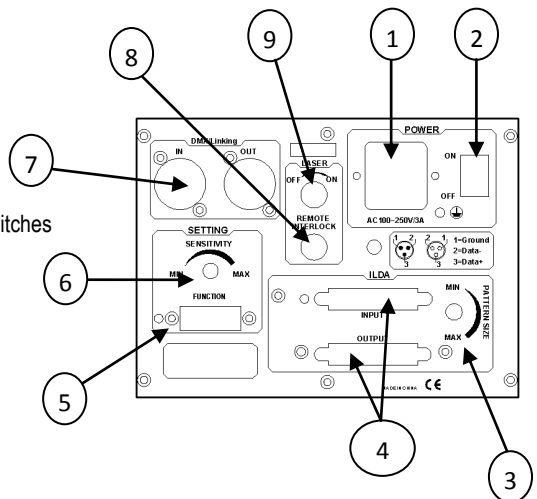 9
1
2
8
POWER
DMX/Linking
IN
OUT
LASER
OFF
ON
ON
OFF
7
REMOTE
INTERLOCK
AC100~250V/3A
itches
SETTING
SENSITIVITY
1 2
3
2 1
3
1=Ground
2=Data-
3=Data+
6
MIN
MAX
ILDA
FUNCTION
MIN
PATTERN SIZE
INPUT
OUTPUT
MAX
5
MADE IN CHINA
CE
4
3